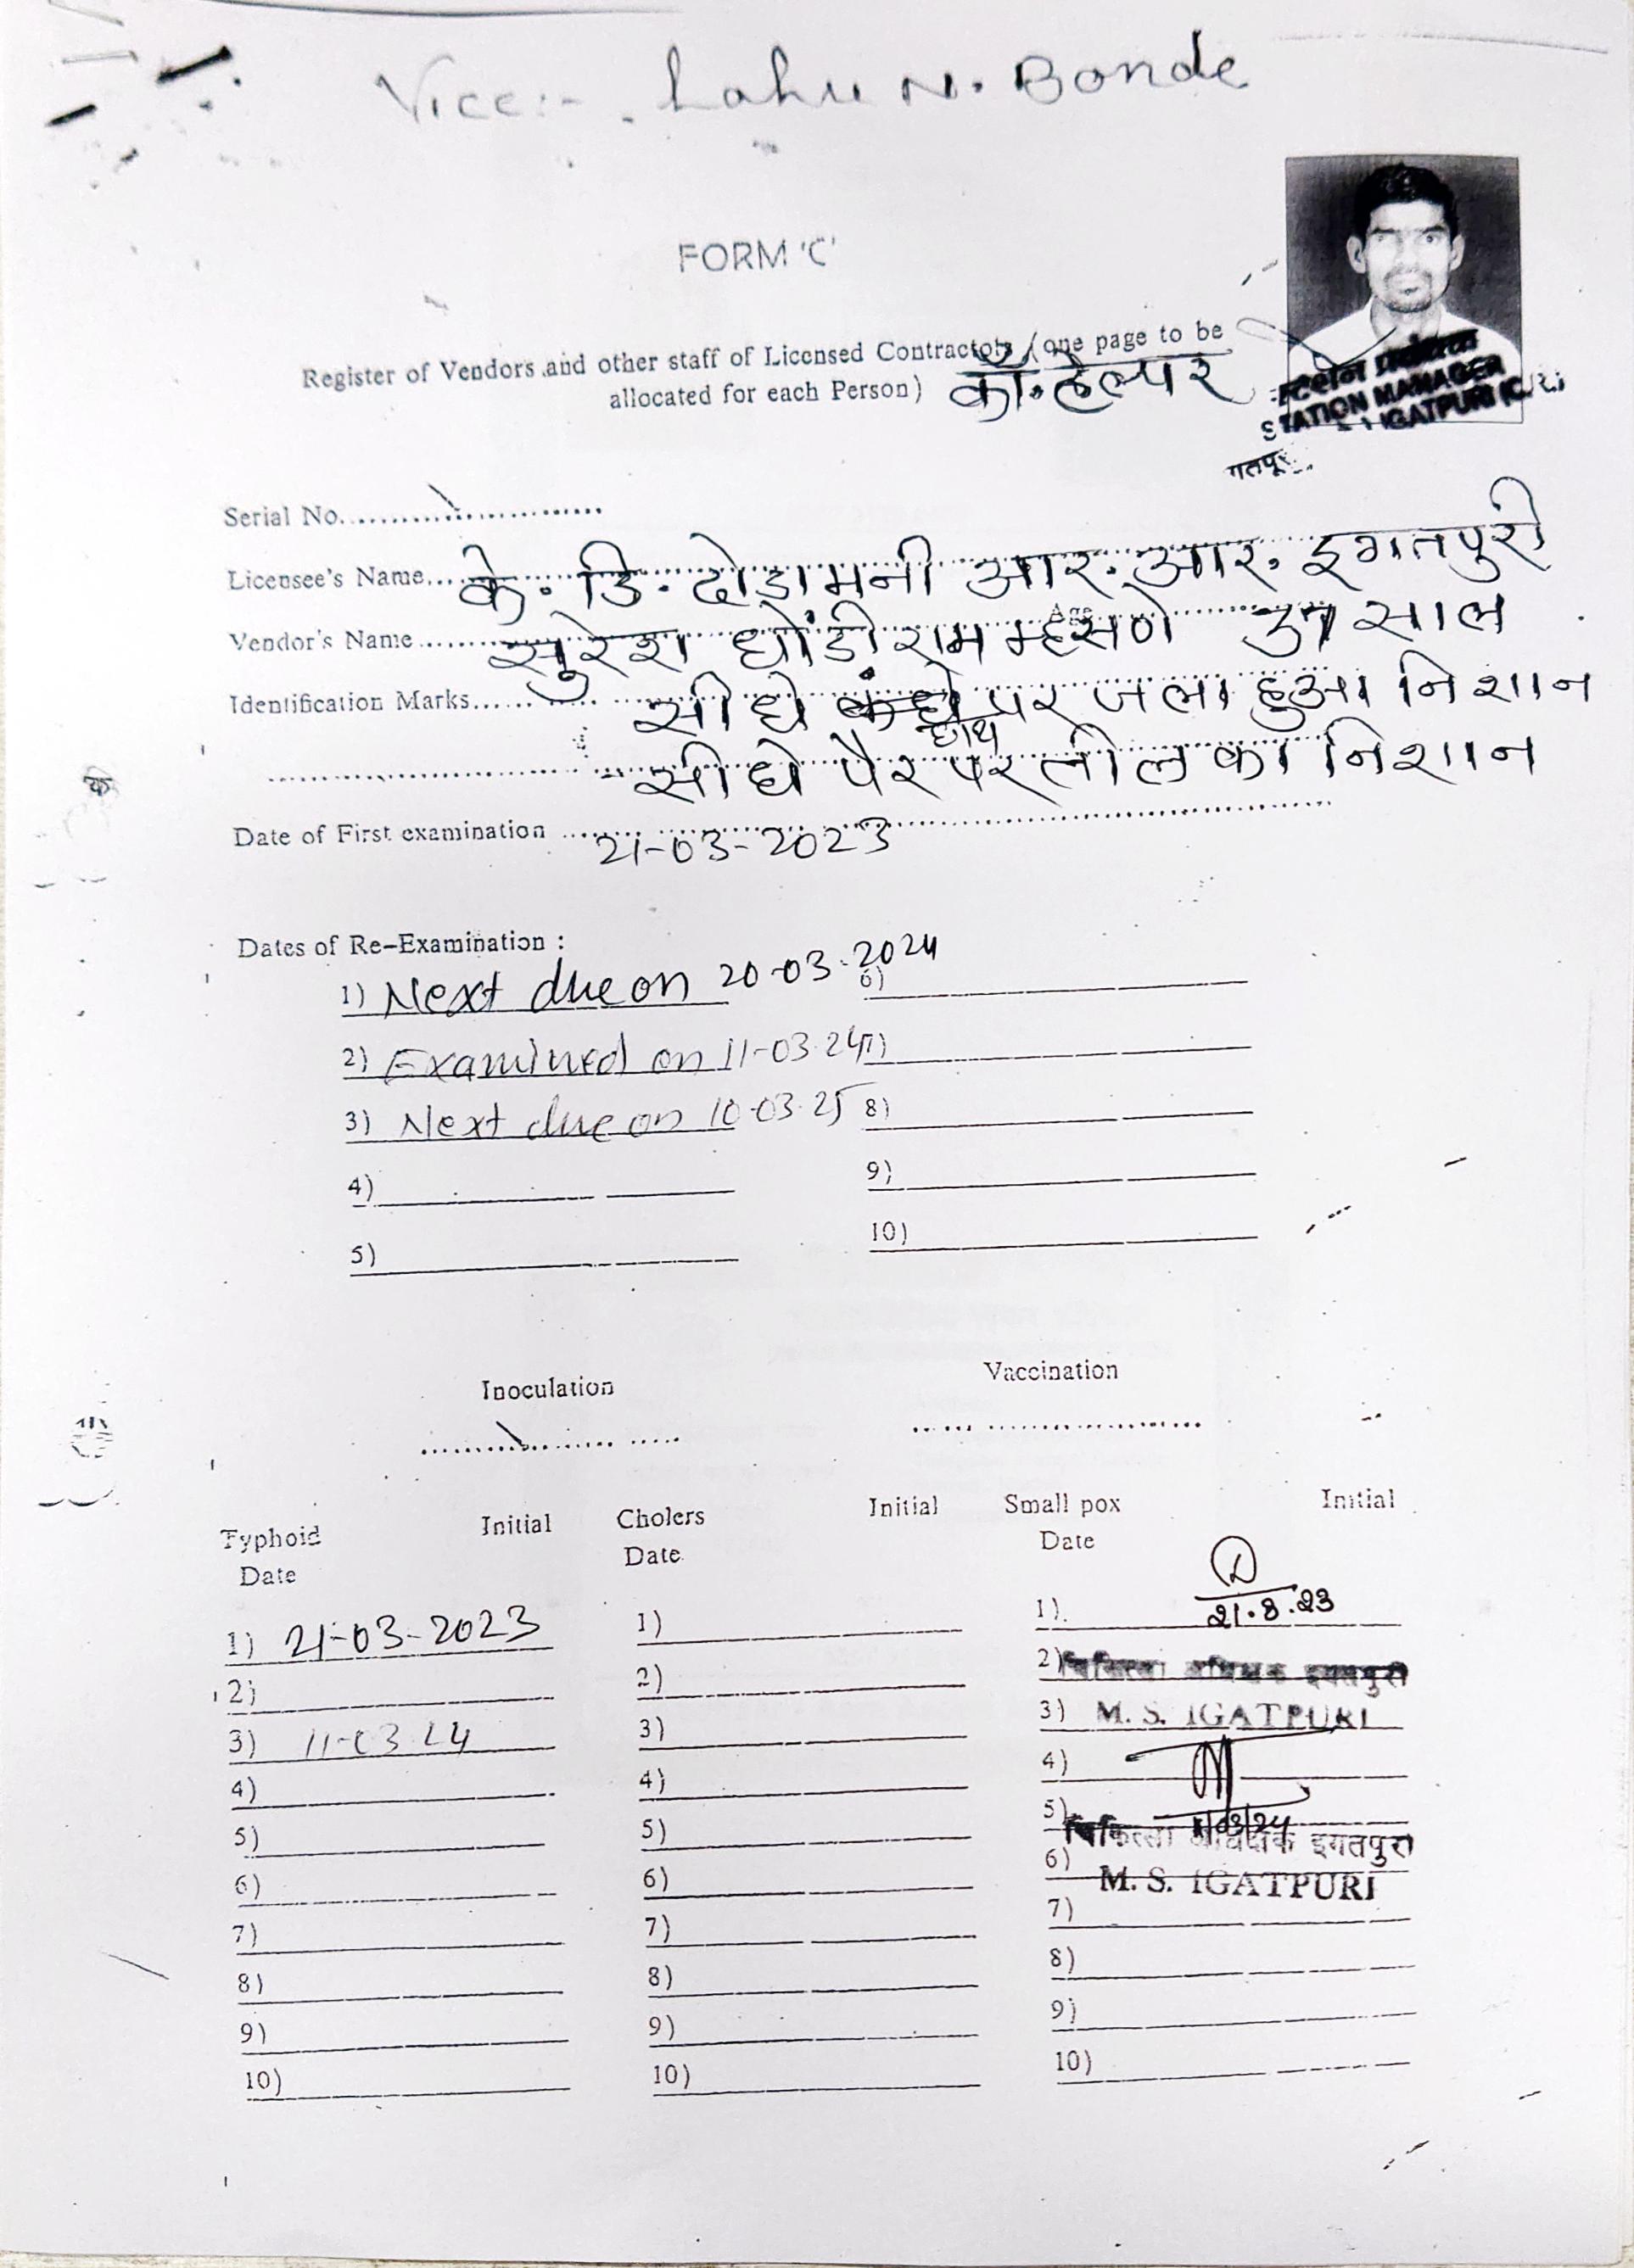 Vice:- Lahu N. Bonde
FORM 'C'
Register of Vendors and other staff of Licensed Contractors (one page to be
allocated for each Person) कॉ. हेल्पर
STATION MANAGER
IGATPURI (C.R.)
Serial No.
Licensee's Name... के. डि. दोडामनी आर. आर. इगतपुरी
Vendor's Name ... सुरेश धोंडीराम म्हसणे Age 37 साल
Identification Marks... सीधे हाथ पर जला हुआ निशान
सीधे पैर पर तील का निशान
Date of First examination ... 21-03-2023
Dates of Re-Examination :
1) Next due on 20-03-2024 6)
2) Examined on 11-03-24 7)
3) Next due on 10-03-25 8)
4) 9)
5) 10)
Inoculation Vaccination
Typhoid Initial Cholers Initial Small pox Initial
Date Date Date
1) 21-03-2023 1) 1) 21.3.23
2) 2) 2) चिकित्सा अधिक्षक इगतपुरी
3) 11-03-24 3) 3) M. S. IGATPURI
4) 4) 4)
5) 5) 5) 11/03/24
चिकित्सा अधिक्षक इगतपुरी
6) 6) 6) M. S. IGATPURI
7) 7) 7)
8) 8) 8)
9) 9) 9)
10) 10) 10)